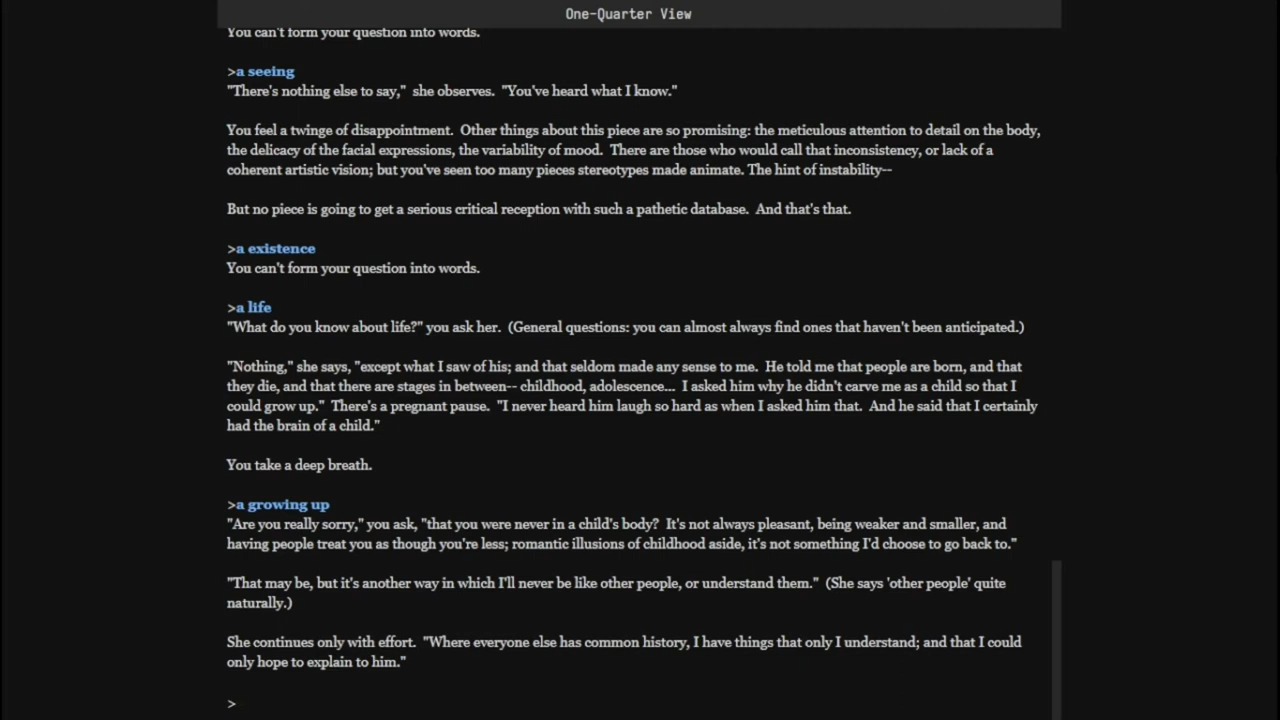 One-Quarter View
You can't form your question into words.
>a seeing
"There's nothing else to say,"  she observes.  "You've heard what I know."
You feel a twinge of disappointment.  Other things about this piece are so promising: the meticulous attention to detail on the body,
the delicacy of the facial expressions, the variability of mood.  There are those who would call that inconsistency, or lack of a
coherent artistic vision; but you've seen too many pieces stereotypes made animate. The hint of instability--
But no piece is going to get a serious critical reception with such a pathetic database.  And that's that.
>a existence
You can't form your question into words.
>a life
"What do you know about life?" you ask her.  (General questions: you can almost always find ones that haven't been anticipated.)
"Nothing," she says, "except what I saw of his; and that seldom made any sense to me.  He told me that people are born, and that
they die, and that there are stages in between-- childhood, adolescence...  I asked him why he didn't carve me as a child so that I
could grow up."  There's a pregnant pause.  "I never heard him laugh so hard as when I asked him that.  And he said that I certainly
had the brain of a child."
You take a deep breath.
>a growing up
"Are you really sorry," you ask, "that you were never in a child's body?  It's not always pleasant, being weaker and smaller, and
having people treat you as though you're less; romantic illusions of childhood aside, it's not something I'd choose to go back to."
"That may be, but it's another way in which I'll never be like other people, or understand them."  (She says 'other people' quite
naturally.)
She continues only with effort.  "Where everyone else has common history, I have things that only I understand; and that I could
only hope to explain to him."
>